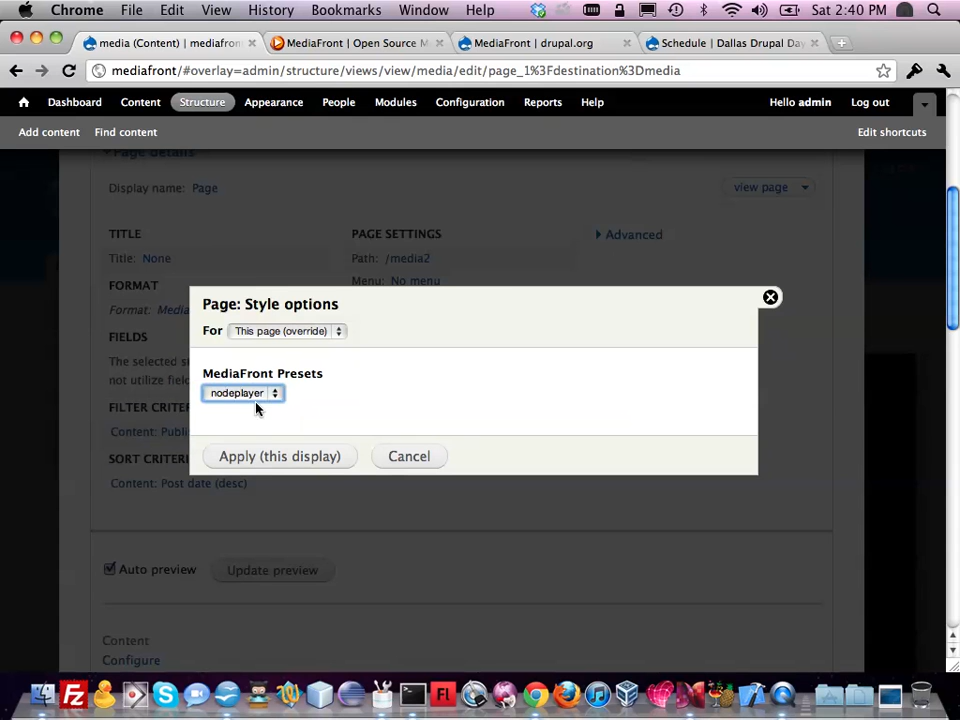 Chrome File Edit View History Bookmarks Window Help Sat 2:40 PM
media (Content) | mediafron
MediaFront | Open Source M
MediaFront | drupal.org
Schedule | Dallas Drupal Day
mediafront/#overlay=admin/structure/views/view/media/edit/page_1%3Fdestination%3Dmedia
Dashboard Content Structure Appearance People Modules Configuration Reports Help Hello admin Log out
Add content Find content Edit shortcuts
Page details
Display name: Page view page
TITLE PAGE SETTINGS Advanced
Title: None Path: /media2
FORMAT Menu: No menu
Format: Media
FIELDS
The selected s
not utilize field
FILTER CRITER
Content: Publi
SORT CRITERI
Content: Post date (desc)
Page: Style options
For This page (override)
MediaFront Presets
nodeplayer
Apply (this display) Cancel
Auto preview Update preview
Content
Configure